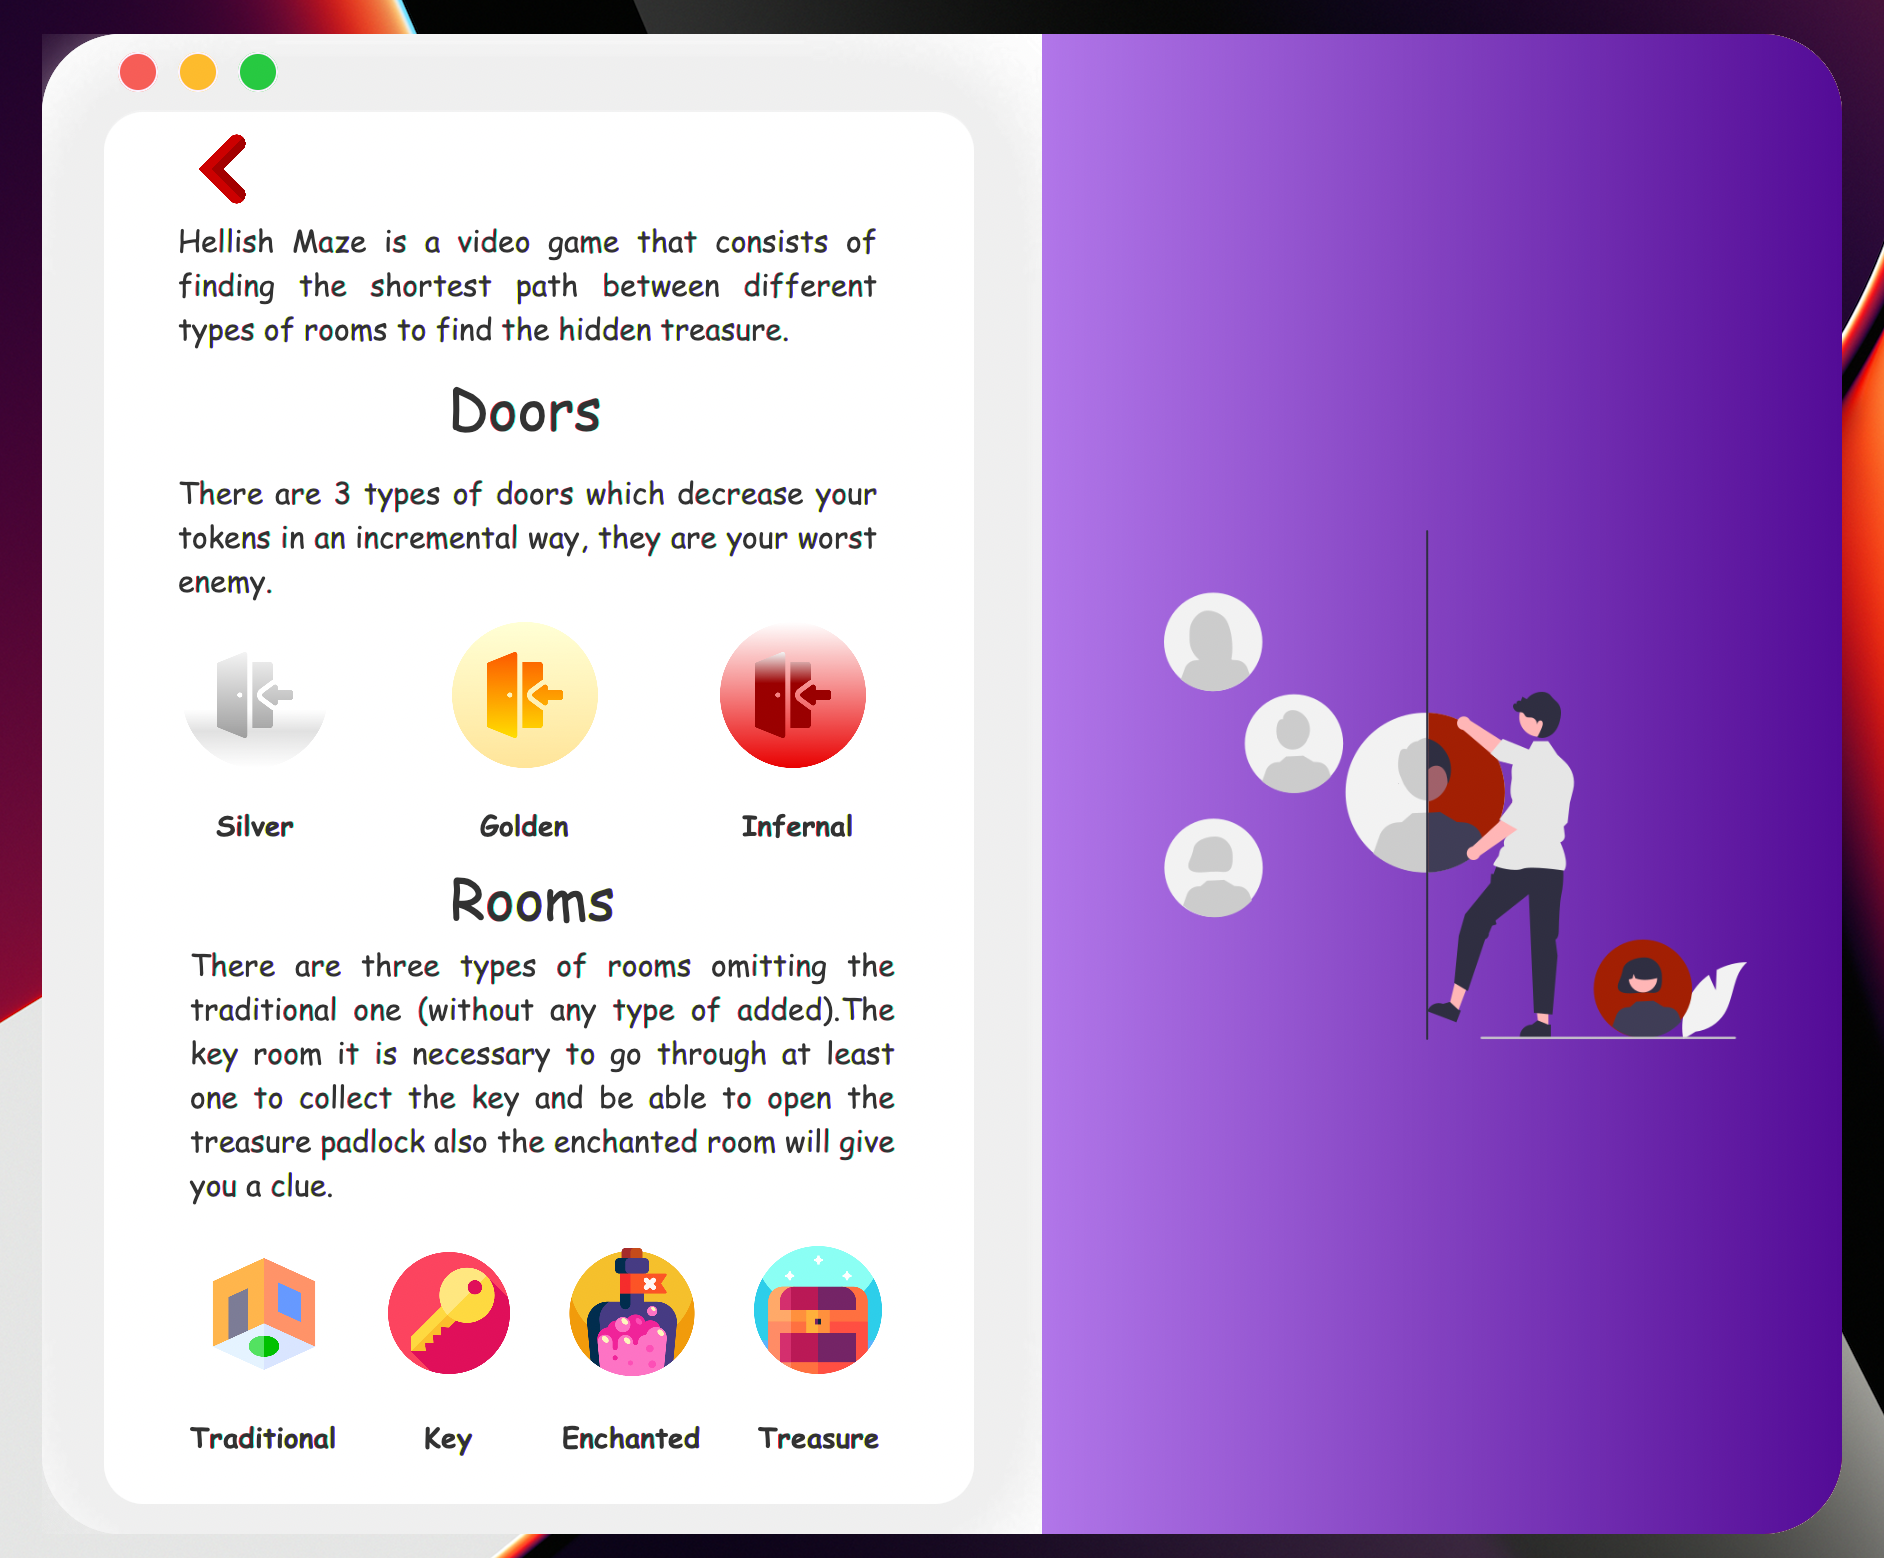 Hellish Maze is a video game that consists of
finding the shortest path between different
types of rooms to find the hidden treasure.
Doors
There are 3 types of doors which decrease your
tokens in an incremental way, they are your worst
enemy.
Silver Golden Infernal
Rooms
There are three types of rooms omitting the
traditional one (without any type of added).The
key room it is necessary to go through at least
one to collect the key and be able to open the
treasure padlock also the enchanted room will give
you a clue.
Traditional Key Enchanted Treasure